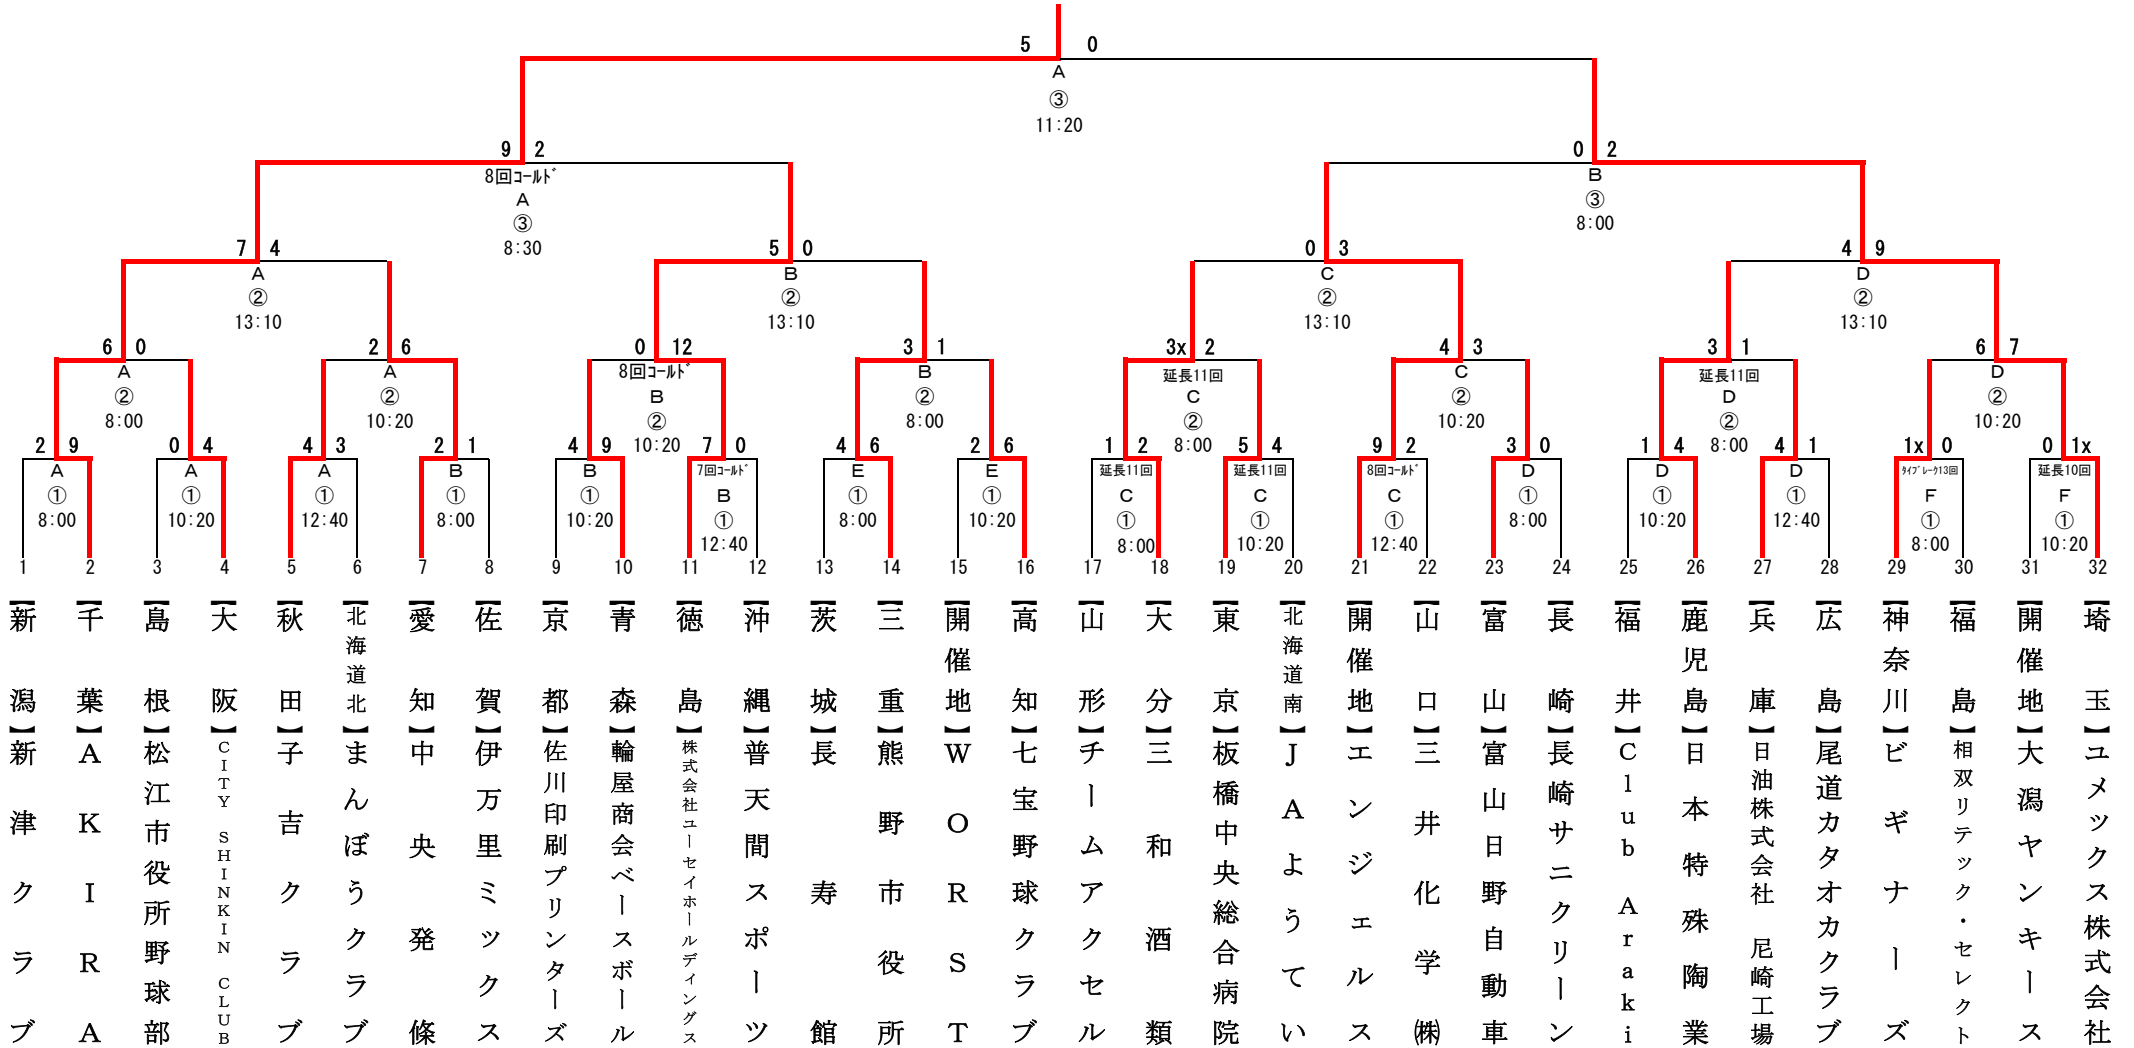 5 0
A
③
11:20
9 2
8回ｺｰﾙﾄﾞ
A
③
8:30
0 2
B
③
8:00
7 4
A
②
13:10
5 0
B
②
13:10
0 3
C
②
13:10
4 9
D
②
13:10
6 0
A
②
8:00
2 6
A
②
10:20
0 12
8回ｺｰﾙﾄﾞ
B
②
10:20
3 1
B
②
8:00
3x 2
延長11回
C
②
8:00
4 3
C
②
10:20
3 1
延長11回
D
②
8:00
6 7
D
②
10:20
2 9
A
①
8:00
0 4
A
①
10:20
4 3
A
①
12:40
2 1
B
①
8:00
4 9
B
①
10:20
7 0
7回ｺｰﾙﾄﾞ
B
①
12:40
4 6
E
①
8:00
2 6
E
①
10:20
1 2
延長11回
C
①
8:00
5 4
延長11回
C
①
10:20
9 2
8回ｺｰﾙﾄﾞ
C
①
12:40
3 0
D
①
8:00
1 4
D
①
10:20
4 1
D
①
12:40
1x 0
ﾀｲﾌﾞﾚｰｸ13回
F
①
8:00
0 1x
延長10回
F
①
10:20
1 2 3 4 5 6 7 8 9 10 11 12 13 14 15 16 17 18 19 20 21 22 23 24 25 26 27 28 29 30 31 32
【新潟】新津クラブ
【千葉】AKIRA
【島根】松江市役所野球部
【大阪】CITY SHINKIN CLUB
【秋田】子吉クラブ
【北海道北】まんぼうクラブ
【愛知】中央発條
【佐賀】伊万里ミックス
【京都】佐川印刷プリンターズ
【青森】輪屋商会ベースボール
【徳島】株式会社ユーセイホールディングス
【沖縄】普天間スポーツ
【茨城】長寿館
【三重】熊野市役所
【開催地】WORST
【高知】七宝野球クラブ
【山形】チームアクセル
【大分】三和酒類
【東京】板橋中央総合病院
【北海道南】JAようてい
【開催地】エンジェルス
【山口】三井化学㈱
【富山】富山日野自動車
【長崎】長崎サニクリーン
【福井】Club Araki
【鹿児島】日本特殊陶業
【兵庫】日油株式会社 尼崎工場
【広島】尾道カタオカクラブ
【神奈川】ビギナーズ
【福島】相双リテック・セレクト
【開催地】大潟ヤンキース
【埼玉】ユメックス株式会社